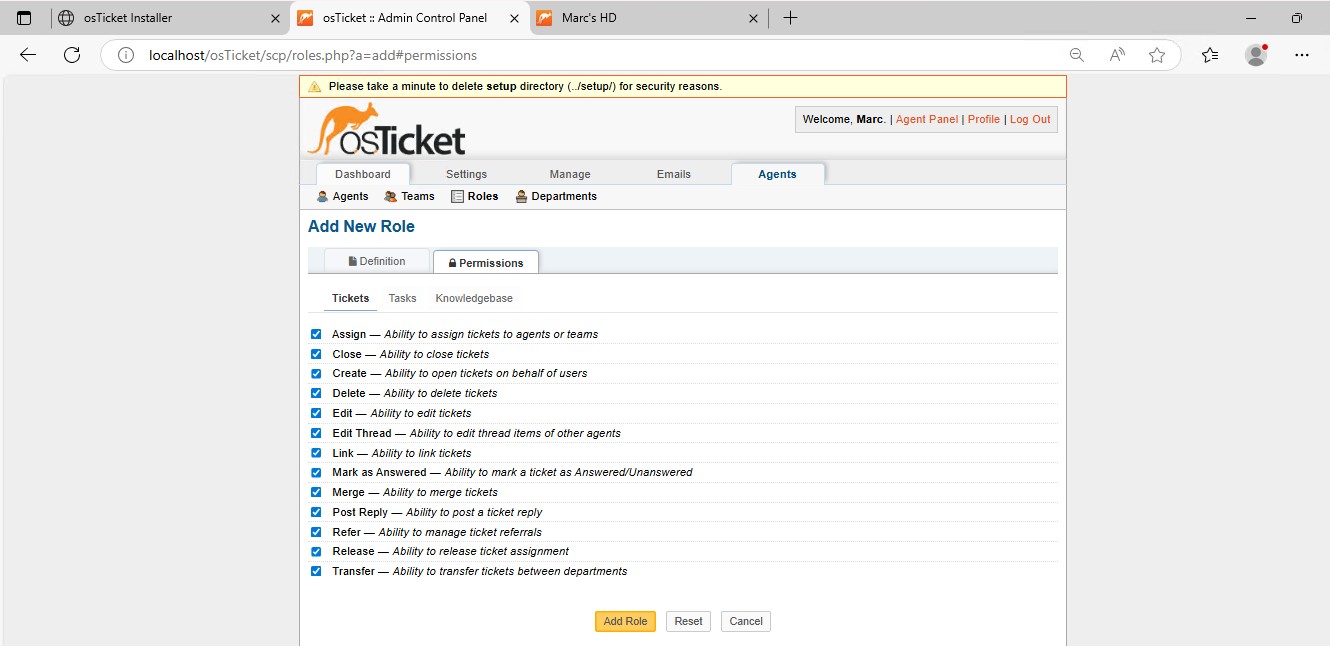 osTicket Installer
osTicket :: Admin Control Panel
Marc's HD
localhost/osTicket/scp/roles.php?a=add#permissions
Please take a minute to delete setup directory (../setup/) for security reasons.
osTicket
Welcome, Marc. | Agent Panel | Profile | Log Out
Dashboard Settings Manage Emails Agents
Agents Teams Roles Departments
Add New Role
Definition Permissions
Tickets Tasks Knowledgebase
Assign — Ability to assign tickets to agents or teams
Close — Ability to close tickets
Create — Ability to open tickets on behalf of users
Delete — Ability to delete tickets
Edit — Ability to edit tickets
Edit Thread — Ability to edit thread items of other agents
Link — Ability to link tickets
Mark as Answered — Ability to mark a ticket as Answered/Unanswered
Merge — Ability to merge tickets
Post Reply — Ability to post a ticket reply
Refer — Ability to manage ticket referrals
Release — Ability to release ticket assignment
Transfer — Ability to transfer tickets between departments
Add Role Reset Cancel